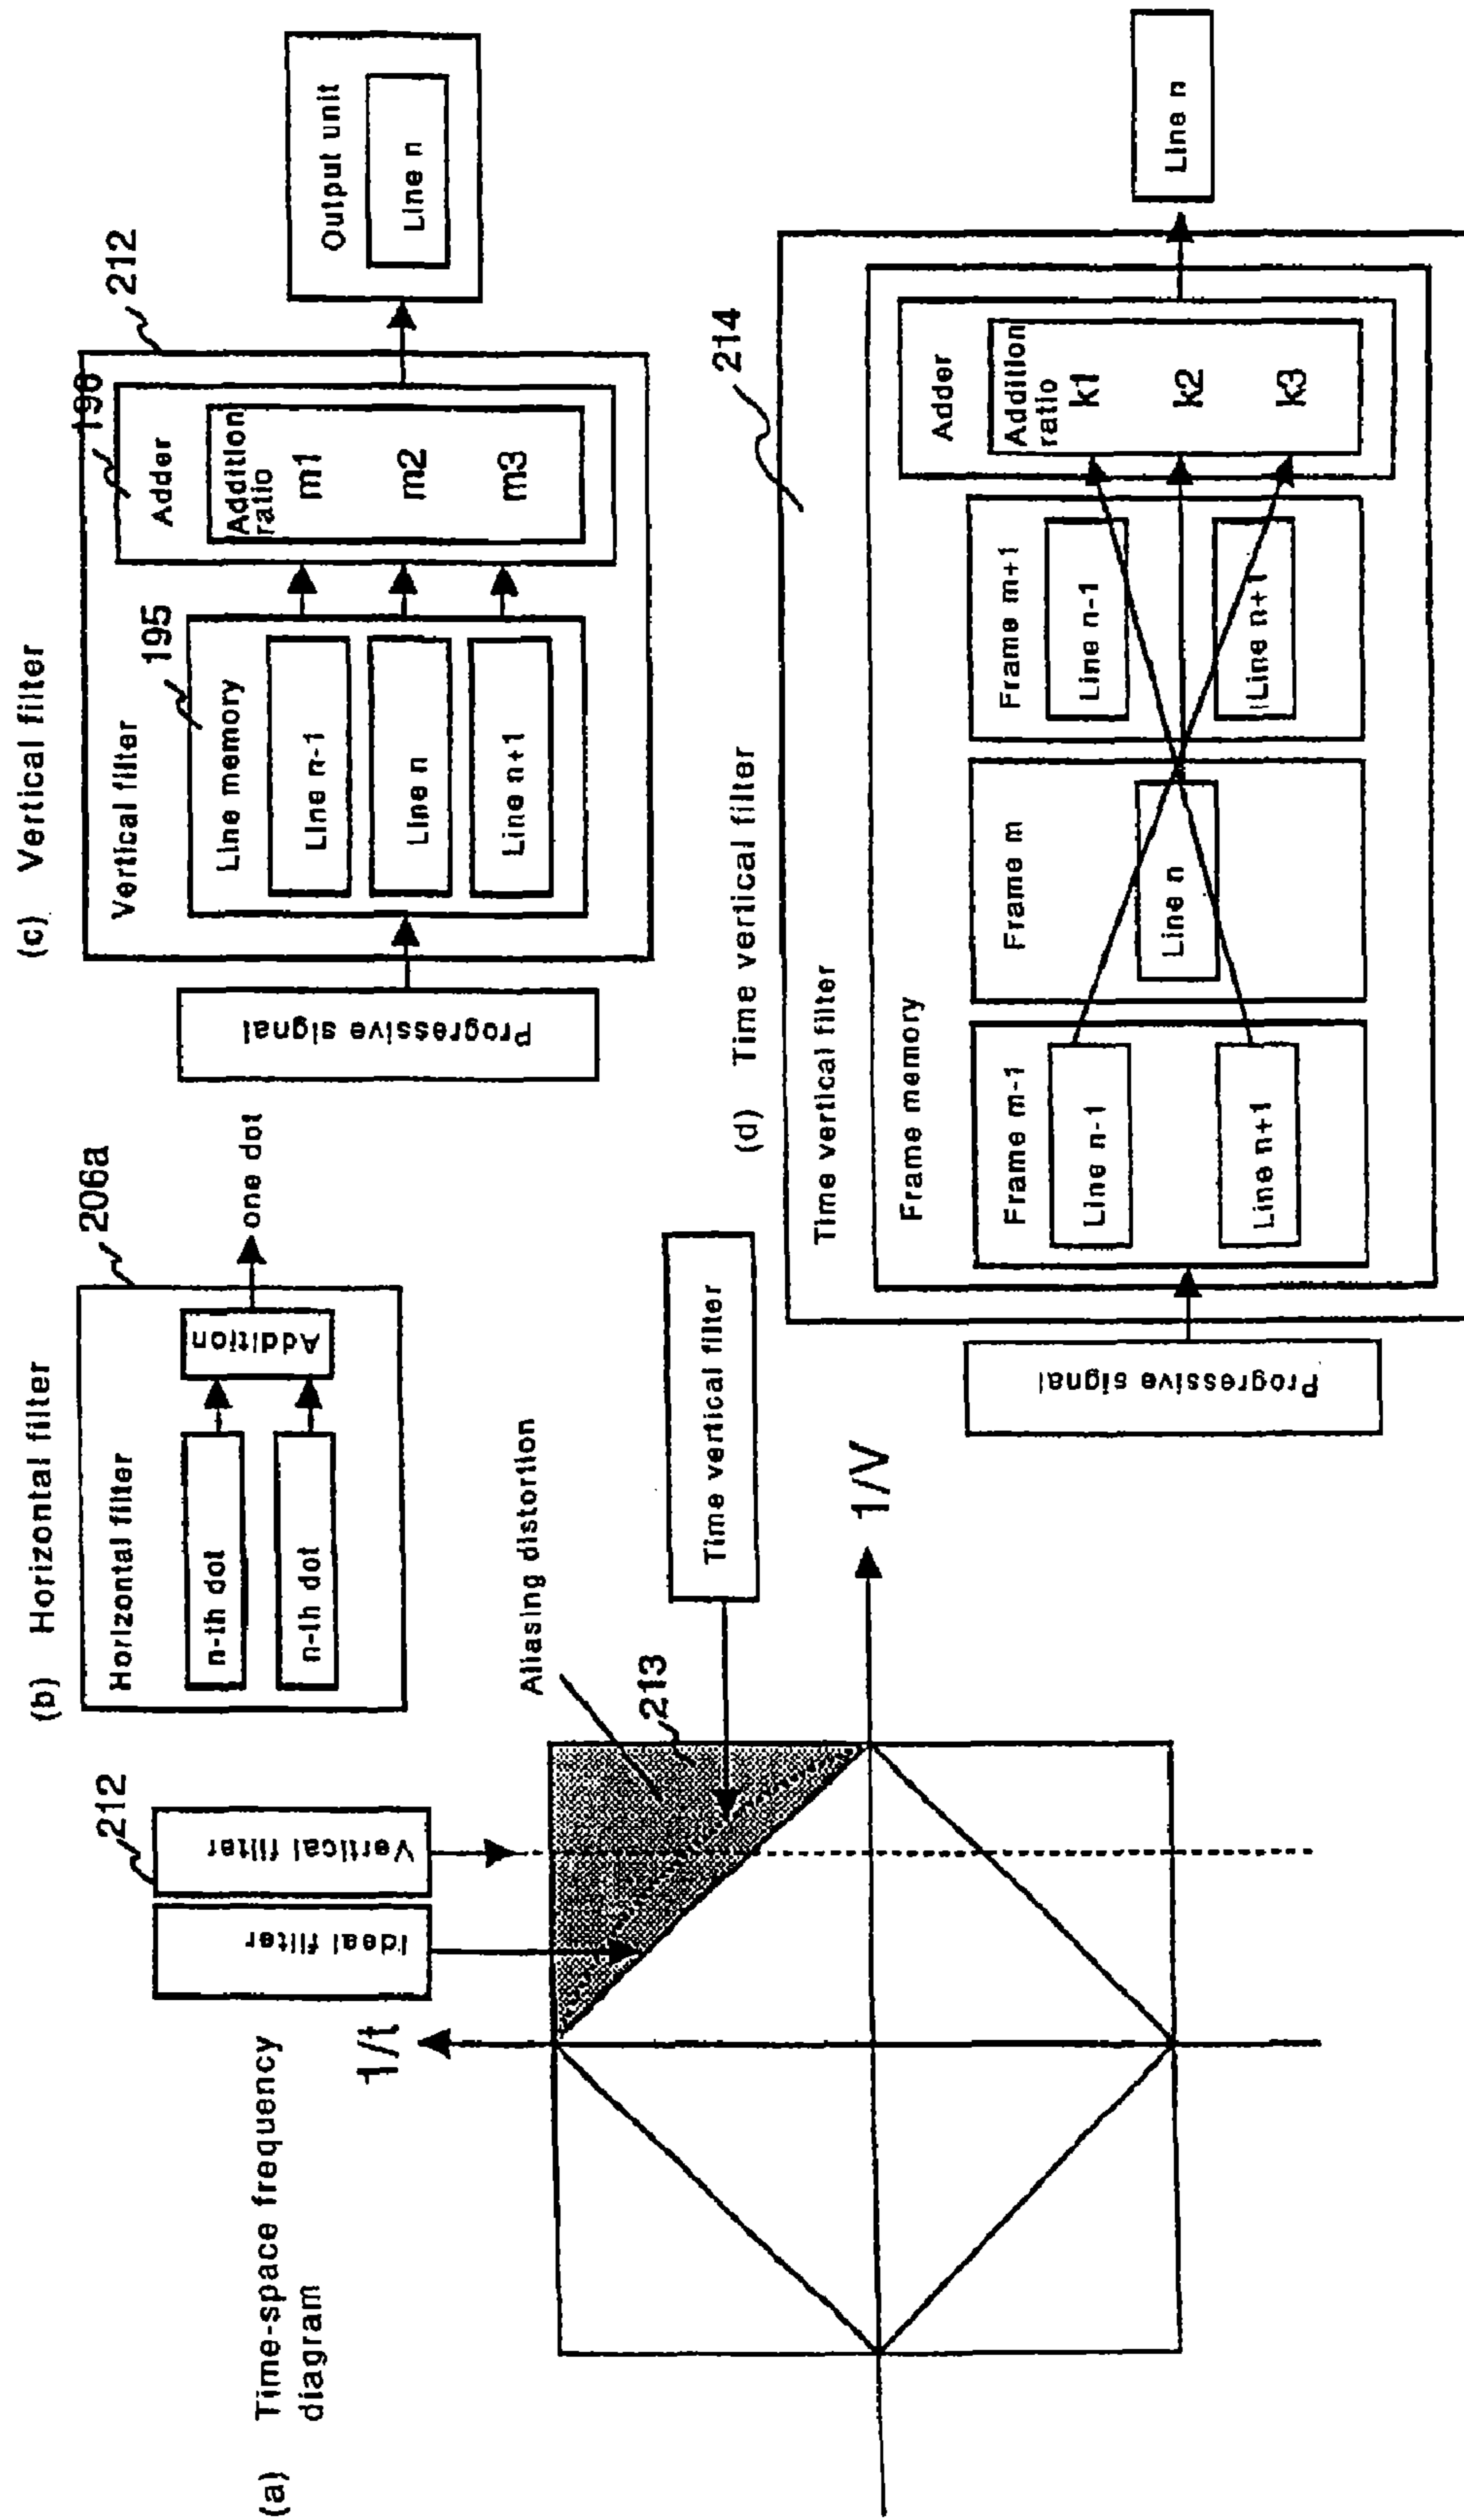 (a) Time-space frequency
diagram
1/t
1/V
Ideal filter
Vertical filter
212
Aliasing distortion
213
Time vertical filter
(b) Horizontal filter
206a
Horizontal filter
n-th dot
n-th dot
Addition
one dot
(c) Vertical filter
Progressive signal
Vertical filter
212
Line memory
195
Line n-1
Line n
Line n+1
196
Adder
Addition
ratio
m1
m2
m3
Output unit
Line n
(d) Time vertical filter
Progressive signal
Time vertical filter
214
Frame memory
Frame m-1
Line n-1
Line n+1
Frame m
Line n
Frame m+1
Line n-1
Line n+1
Adder
Addition
ratio
k1
k2
k3
Line n